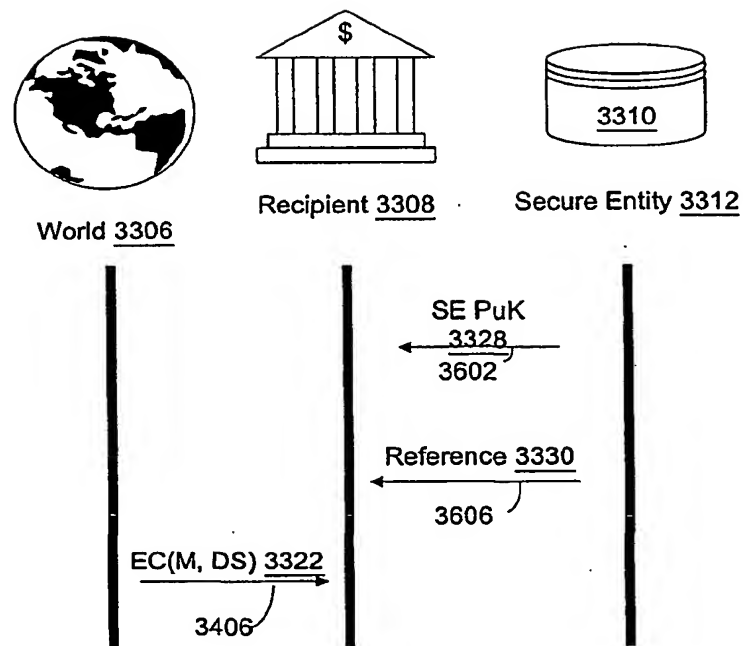 $
3310
World 3306
Recipient 3308
Secure Entity 3312
SE PuK
3328
3602
Reference 3330
3606
EC(M, DS) 3322
3406